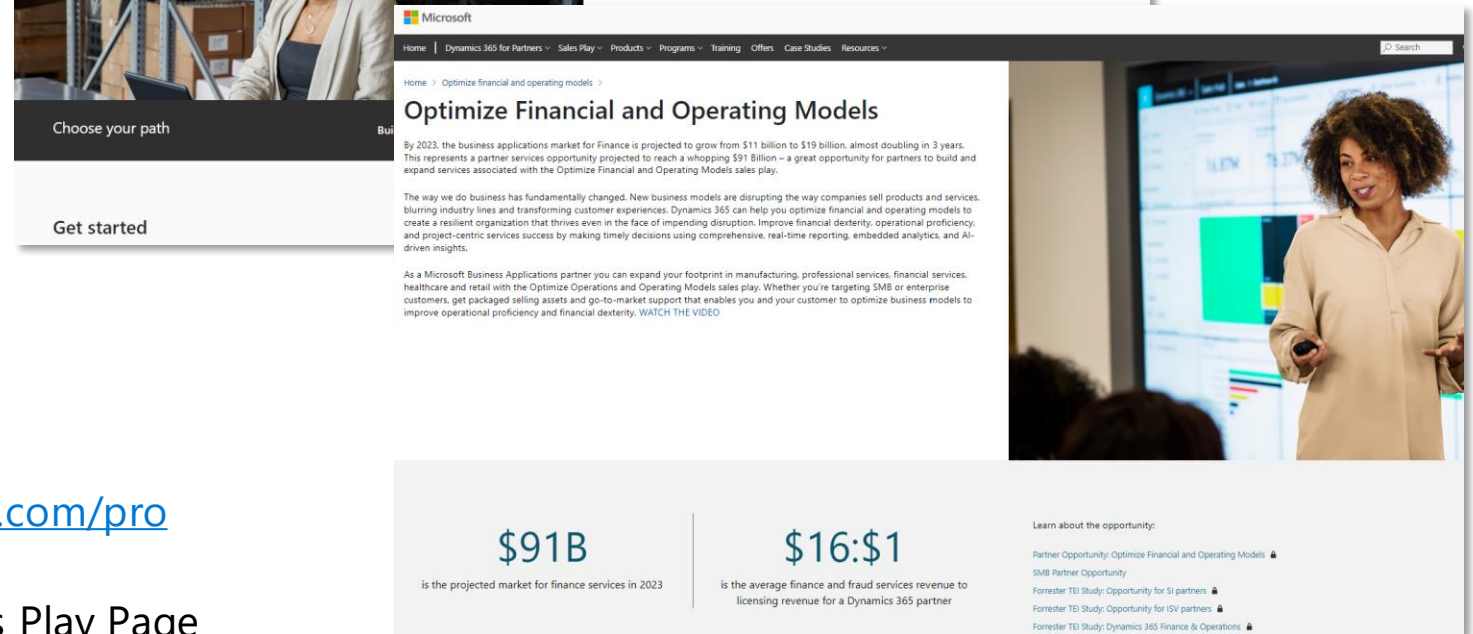 Choose your path
Get started
.com/pro
s Play Page
Microsoft
Home | Dynamics 365 for Partners Sales Play Products Programs Training Offers Case Studies Resources
Search
Home > Optimize financial and operating models >
Optimize Financial and Operating Models
By 2023, the business applications market for Finance is projected to grow from $11 billion to $19 billion, almost doubling in 3 years.
This represents a partner services opportunity projected to reach a whopping $91 Billion – a great opportunity for partners to build and
expand services associated with the Optimize Financial and Operating Models sales play.
The way we do business has fundamentally changed. New business models are disrupting the way companies sell products and services,
blurring industry lines and transforming customer experiences. Dynamics 365 can help you optimize financial and operating models to
create a resilient organization that thrives even in the face of impending disruption. Improve financial dexterity, operational proficiency,
and project-centric services success by making timely decisions using comprehensive, real-time reporting, embedded analytics, and AI-
driven insights.
As a Microsoft Business Applications partner you can expand your footprint in manufacturing, professional services, financial services,
healthcare and retail with the Optimize Operations and Operating Models sales play. Whether you're targeting SMB or enterprise
customers, get packaged selling assets and go-to-market support that enables you and your customer to optimize business models to
improve operational proficiency and financial dexterity. WATCH THE VIDEO
$91B
is the projected market for finance services in 2023
$16:$1
is the average finance and fraud services revenue to
licensing revenue for a Dynamics 365 partner
Learn about the opportunity:
Partner Opportunity: Optimize Financial and Operating Models
SMB Partner Opportunity
Forrester TEI Study: Opportunity for SI partners
Forrester TEI Study: Opportunity for ISV partners
Forrester TEI Study: Dynamics 365 Finance & Operations